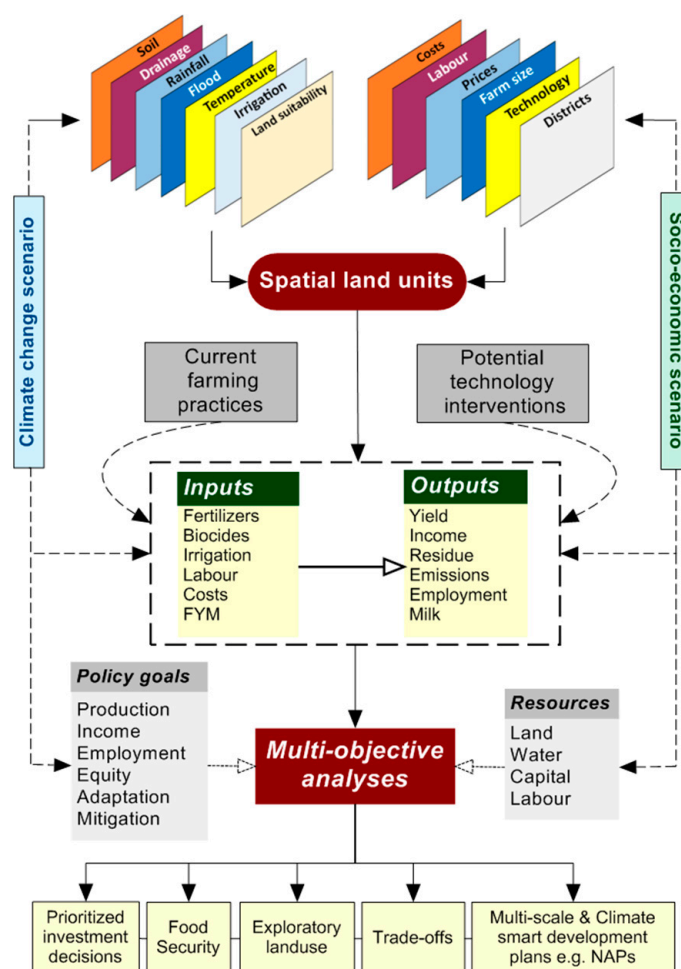 Soil
Drainage
Rainfall
Flood
Temperature
Irrigation
Land suitability
Costs
Labour
Prices
Farm size
Technology
Districts
Climate change scenario
Socio-economic scenario
Spatial land units
Current
farming
practices
Potential
technology
interventions
Inputs
Fertilizers
Biocides
Irrigation
Labour
Costs
FYM
Outputs
Yield
Income
Residue
Emissions
Employment
Milk
Policy goals
Production
Income
Employment
Equity
Adaptation
Mitigation
Multi-objective
analyses
Resources
Land
Water
Capital
Labour
Prioritized
investment
decisions
Food
Security
Exploratory
landuse
Trade-offs
Multi-scale & Climate
smart development
plans e.g. NAPs